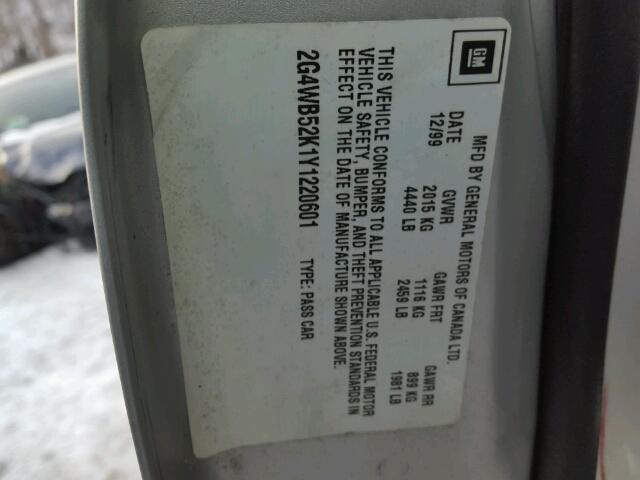 GM
MFD BY GENERAL MOTORS OF CANADA LTD.
DATE GVWR GAWR FRT GAWR RR
12/99 2015 KG 1116 KG 899 KG
4440 LB 2459 LB 1981 LB
THIS VEHICLE CONFORMS TO ALL APPLICABLE U.S. FEDERAL MOTOR
VEHICLE SAFETY, BUMPER, AND THEFT PREVENTION STANDARDS IN
EFFECT ON THE DATE OF MANUFACTURE SHOWN ABOVE.
2G4WB52K1Y1220601 TYPE: PASS CAR